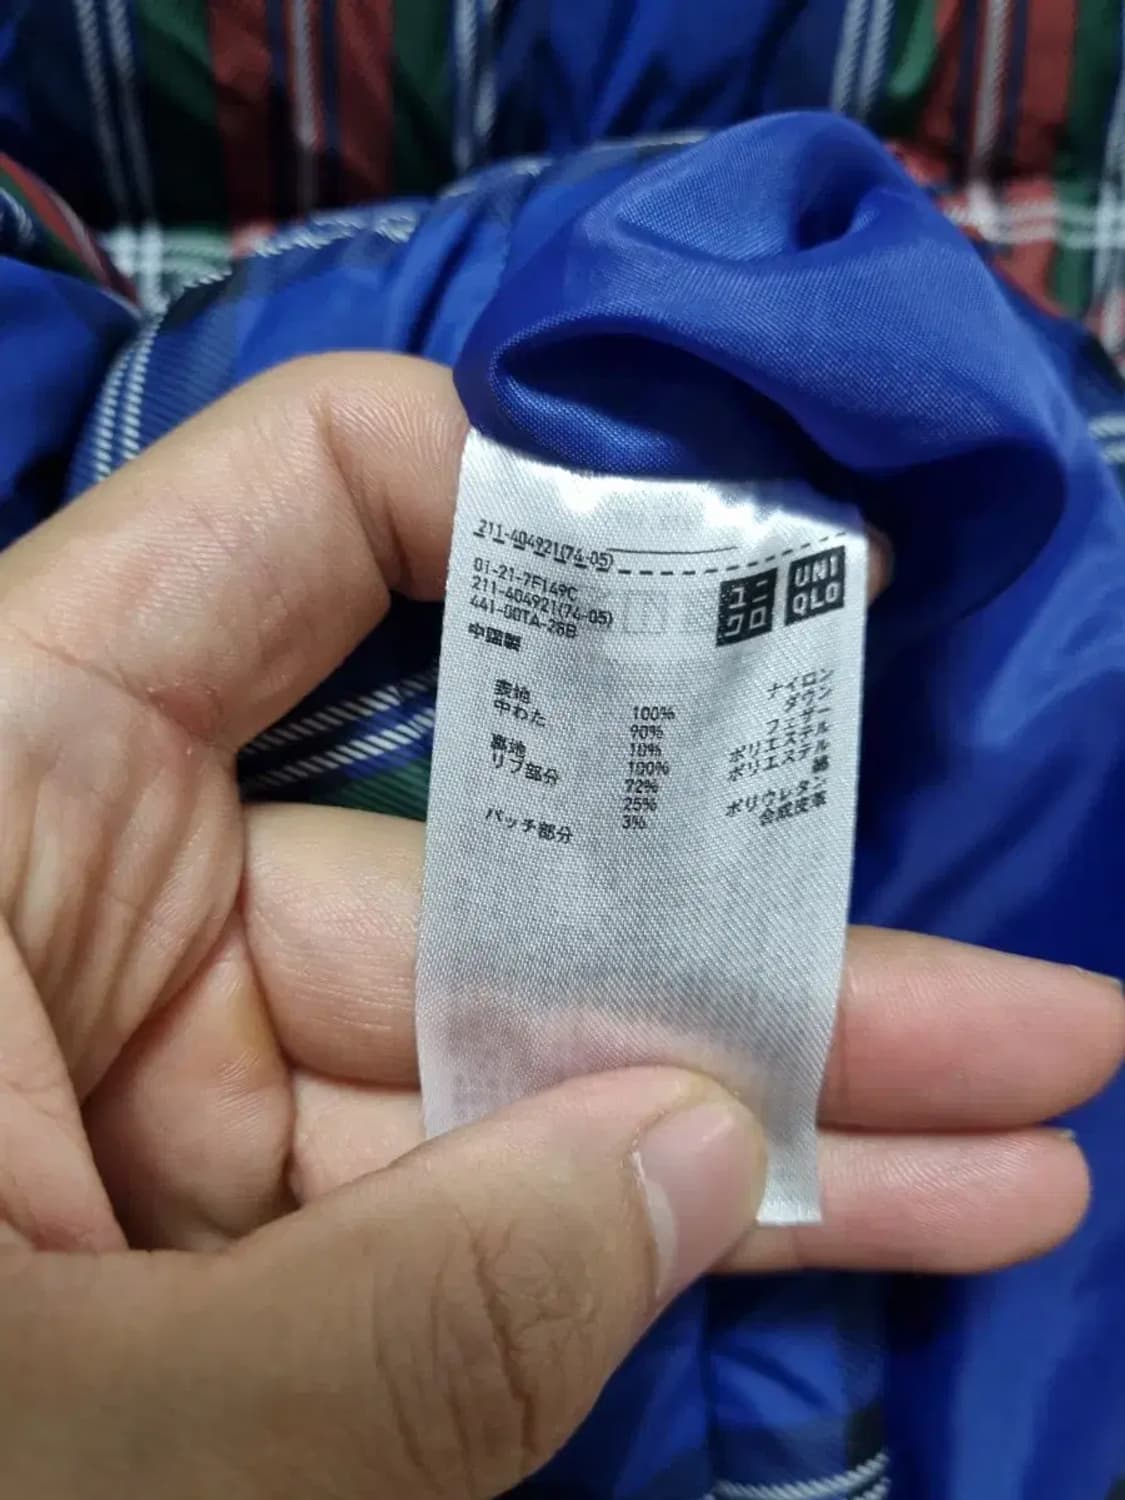 211-404921(74-05)
01-21-7F149C
211-404921(74-05)
441-00TA-28B
中国製
ユニクロ
UNIQLO
表地 100% ナイロン
中わた 90% ダウン
10% フェザー
裏地 100% ポリエステル
リブ部分 72% ポリエステル
25% 綿
3% ポリウレタン
パッチ部分 合成皮革